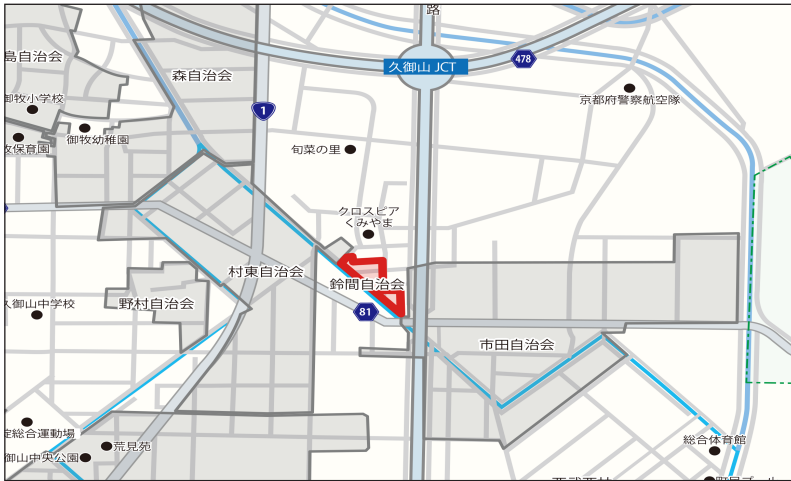 路
久御山 JCT
478
島自治会
森自治会
御牧小学校
御牧幼稚園
牧保育園
1
京都府警察航空隊
旬菜の里
クロスピア
くみやま
村東自治会
鈴間自治会
81
野村自治会
久御山中学校
市田自治会
淀総合運動場
荒見苑
御山中央公園
総合体育館